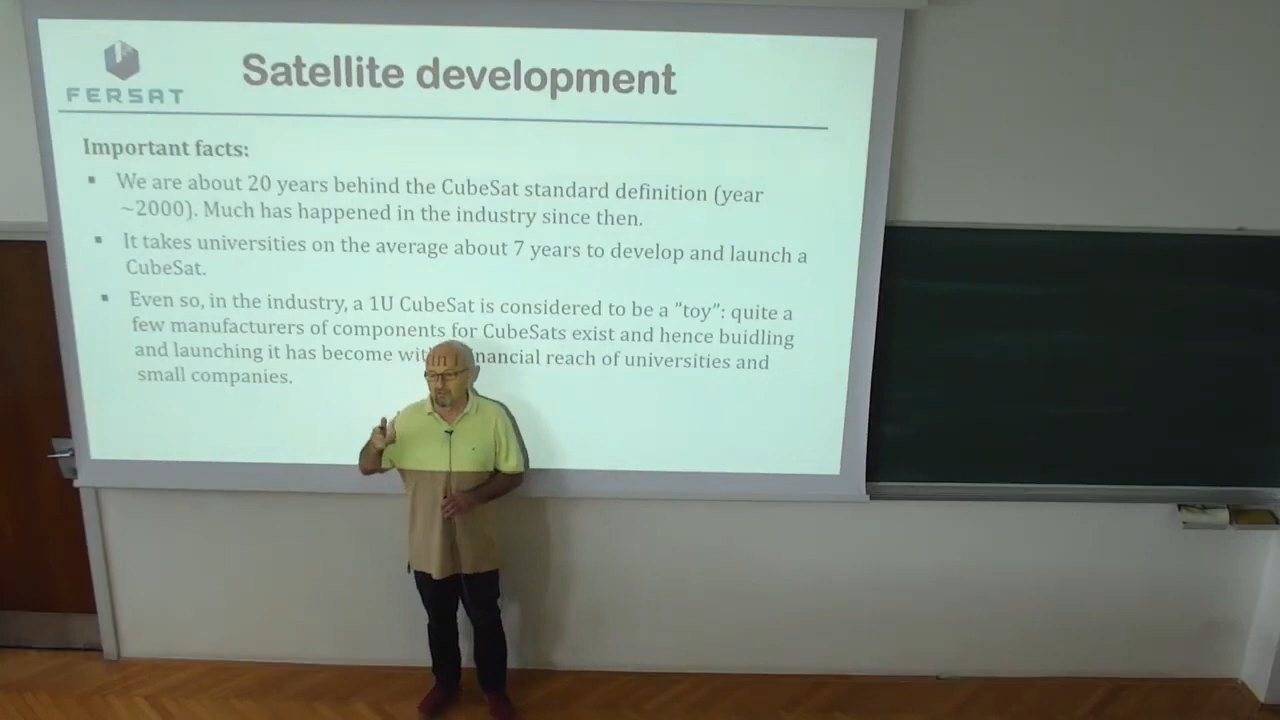 FERSAT
Satellite development
Important facts:
▪ We are about 20 years behind the CubeSat standard definition (year
~2000). Much has happened in the industry since then.
▪ It takes universities on the average about 7 years to develop and launch a
CubeSat.
▪ Even so, in the industry, a 1U CubeSat is considered to be a ”toy”: quite a
few manufacturers of components for CubeSats exist and hence buidling
and launching it has become financial reach of universities and
small companies.